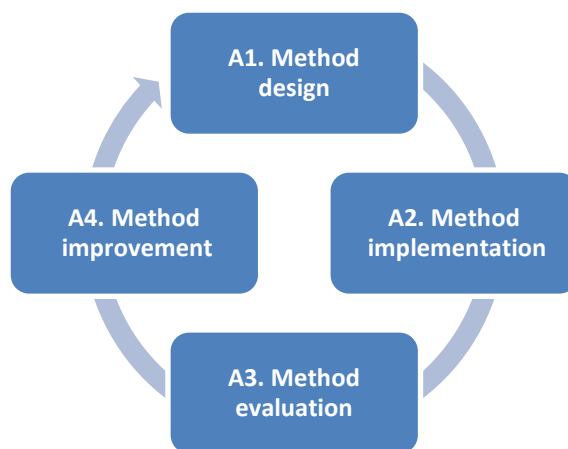 A1. Method
design
A2. Method
implementation
A3. Method
evaluation
A4. Method
improvement